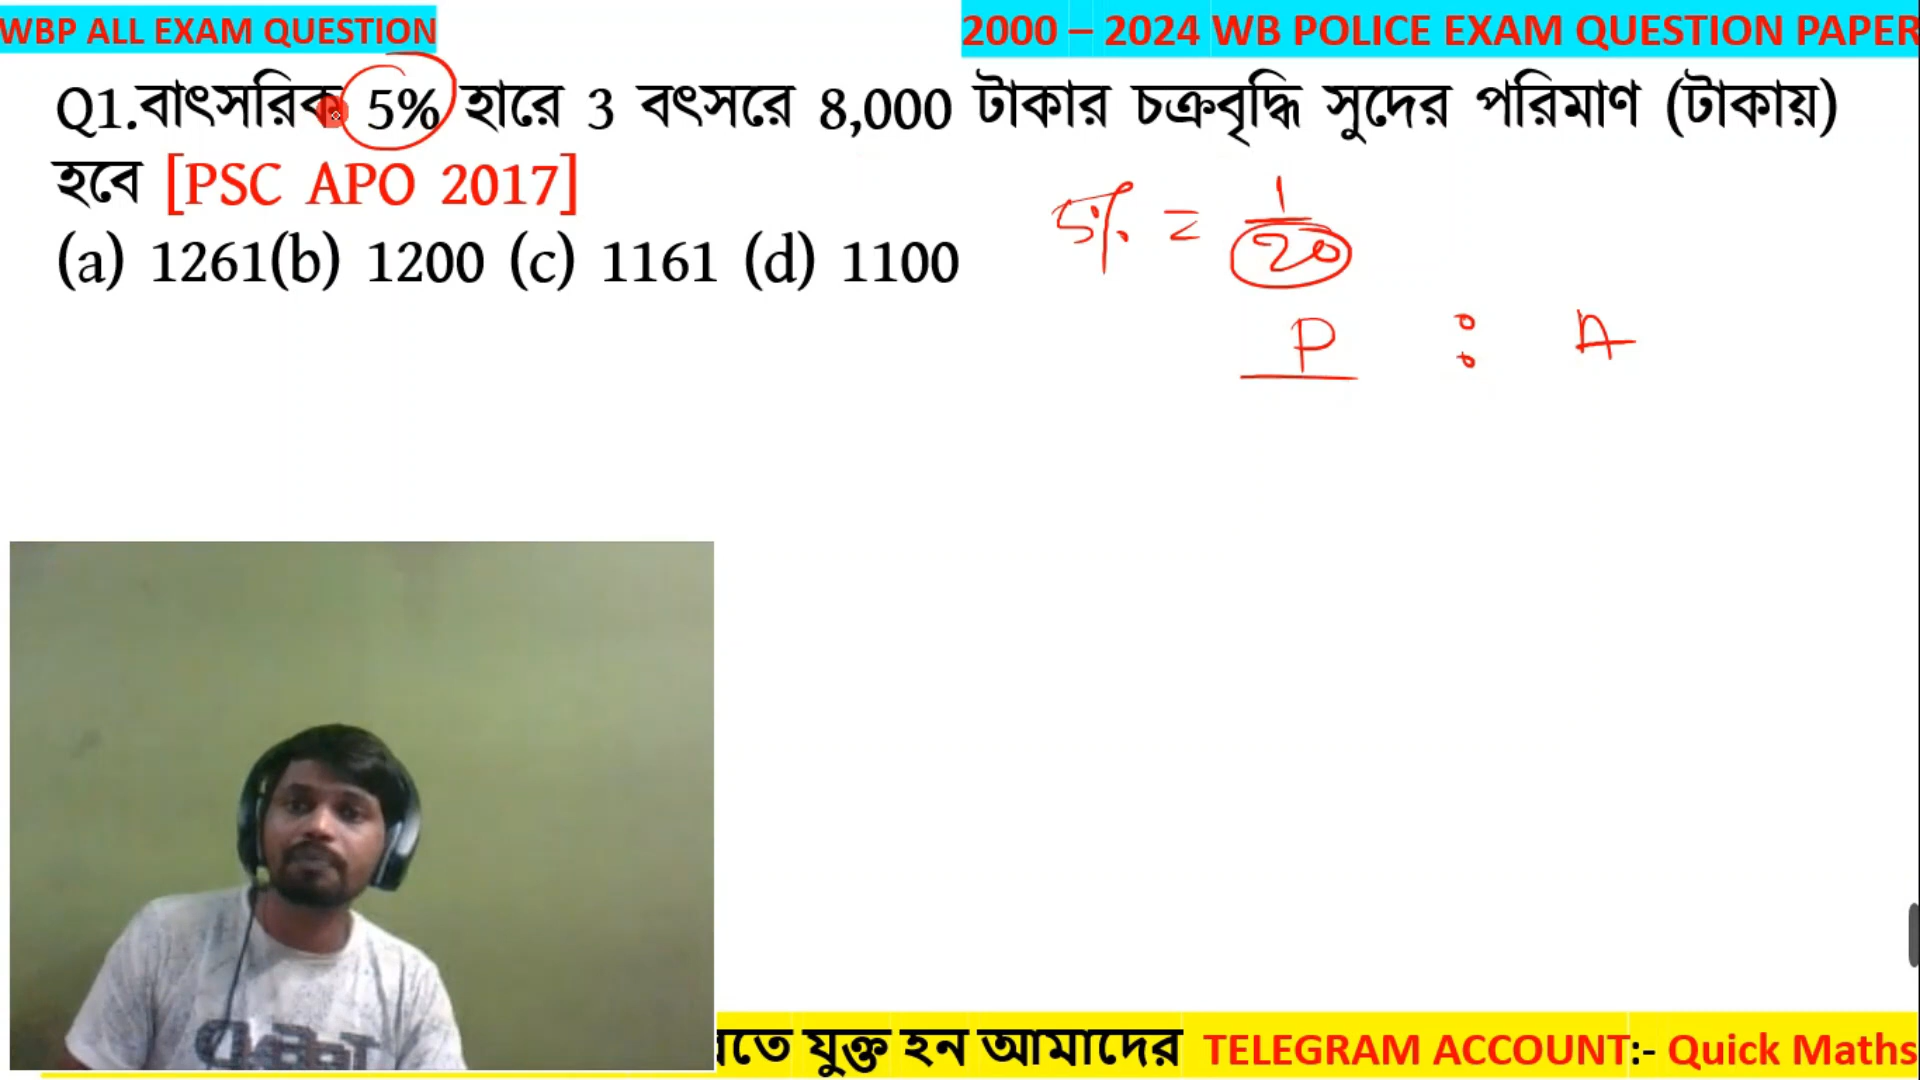 WBP ALL EXAM QUESTION
2000 – 2024 WB POLICE EXAM QUESTION PAPER
Q1.বাৎসরিক 5% হারে 3 বৎসরে 8,000 টাকার চক্রবৃদ্ধি সুদের পরিমাণ (টাকায়)
হবে [PSC APO 2017]
(a) 1261(b) 1200 (c) 1161 (d) 1100
5% = 1/20
P : A
যুক্ত হন আমাদের TELEGRAM ACCOUNT:- Quick Maths